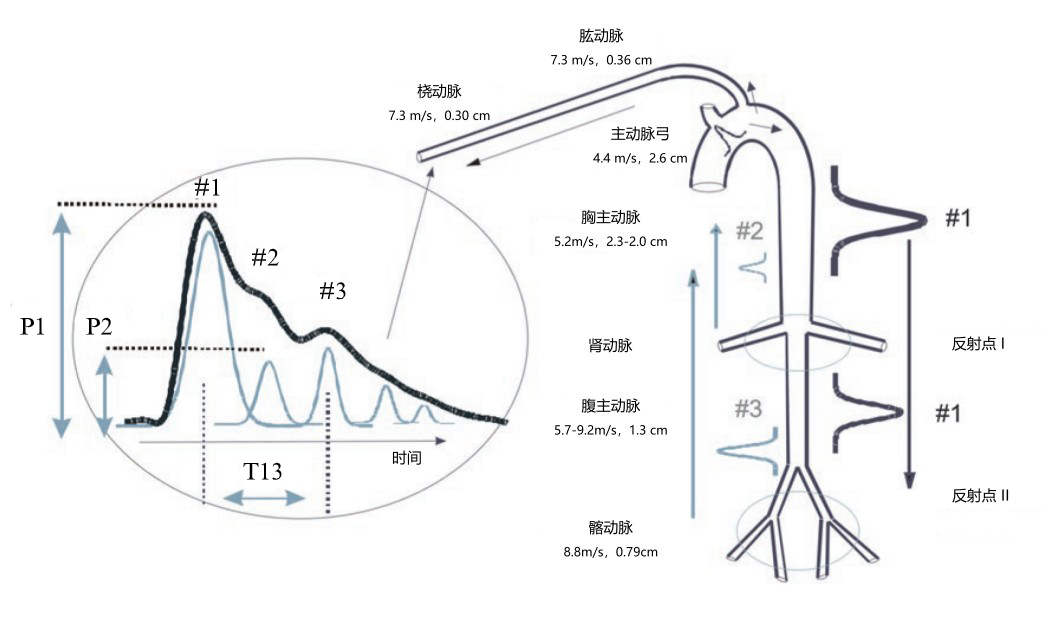 肱动脉
7.3 m/s，0.36 cm
桡动脉
7.3 m/s，0.30 cm
主动脉弓
4.4 m/s，2.6 cm
#1
#2
#3
P1
P2
T13
时间
胸主动脉
5.2m/s，2.3-2.0 cm
#2
#1
肾动脉
反射点 I
腹主动脉
5.7-9.2m/s，1.3 cm
#3
#1
反射点 II
髂动脉
8.8m/s，0.79cm